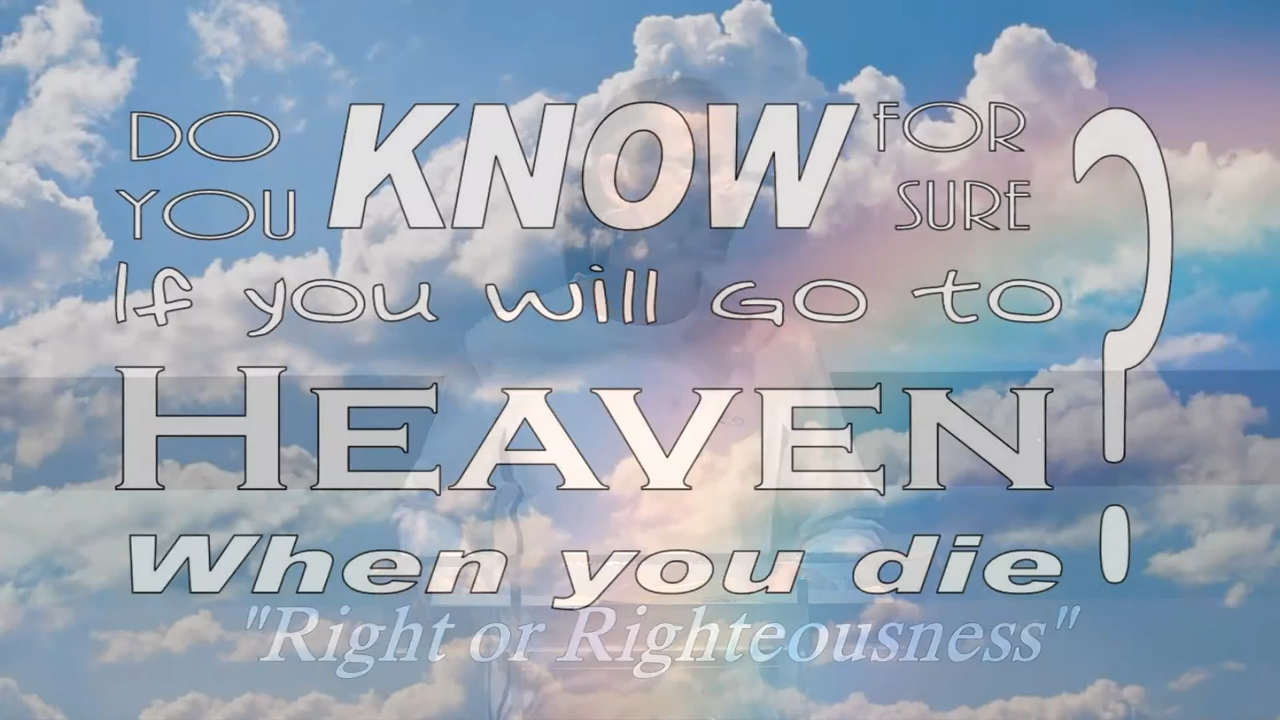 DO YOU KNOW FOR SURE
If you will Go to
HEAVEN
When you die?
"Right or Righteousness"